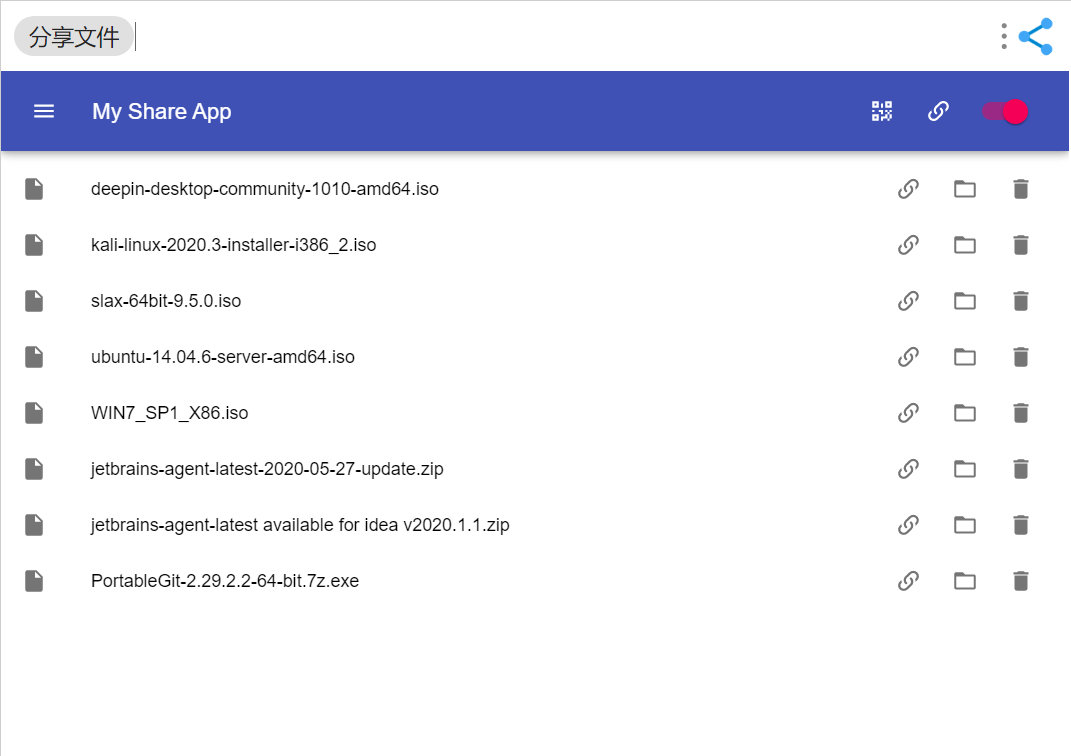 分享文件
My Share App
deepin-desktop-community-1010-amd64.iso
kali-linux-2020.3-installer-i386_2.iso
slax-64bit-9.5.0.iso
ubuntu-14.04.6-server-amd64.iso
WIN7_SP1_X86.iso
jetbrains-agent-latest-2020-05-27-update.zip
jetbrains-agent-latest available for idea v2020.1.1.zip
PortableGit-2.29.2.2-64-bit.7z.exe